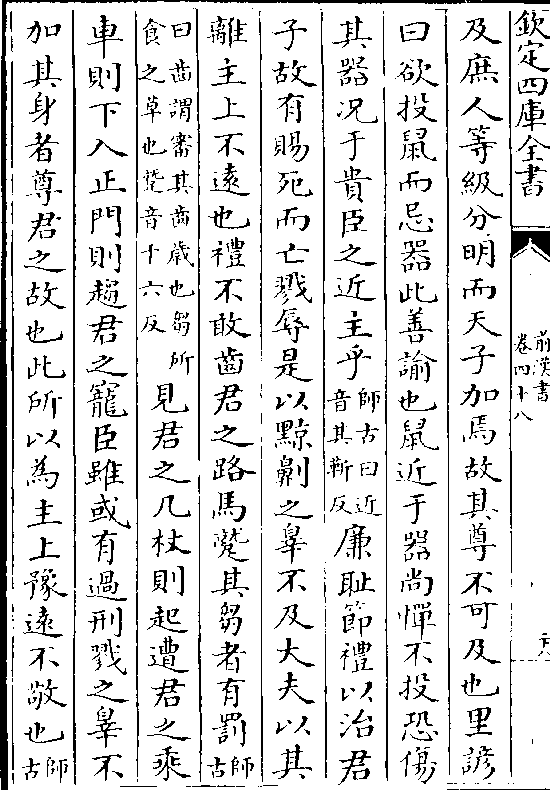 欽定四庫全書
前漢書
卷四十八
及庶人等級分明而天子加焉故其尊不可及也里諺
曰欲投鼠而忌器此善諭也鼠近于器尚憚不投恐傷
其器况于貴臣之近主乎師古曰近音其靳反廉耻節禮以治君
子故有賜死而亡戮辱是以黥劓之辠不及大夫以其
離主上不遠也禮不敢齒君之路馬蹵其芻者有罰師古
曰齒謂審其齒歳也芻所食之草也蹵音千六反見君之几杖則起遭君之乘
車則下入正門則趨君之寵臣雖或有過刑戮之辠不
加其身者尊君之故也此所以為主上豫遠不敬也師古